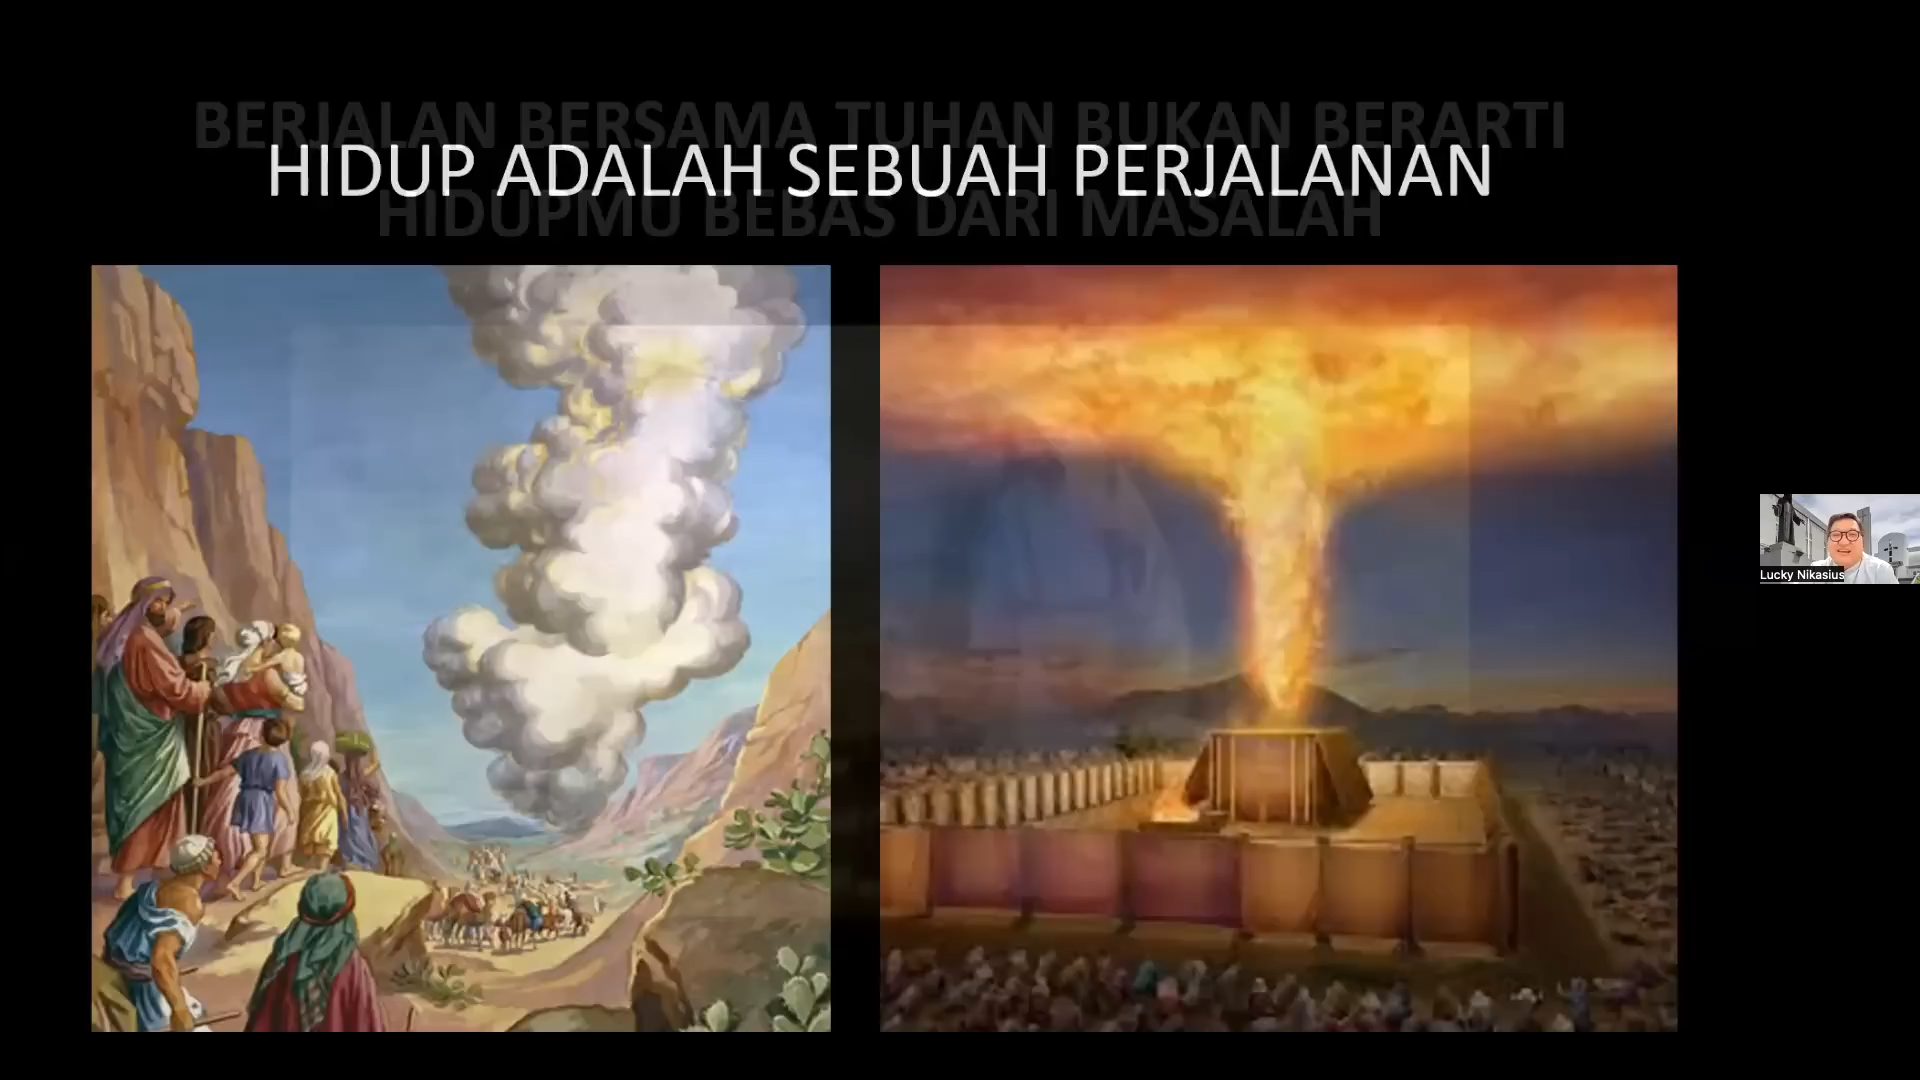 BERJALAN BERSAMA TUHAN BUKAN BERARTI
HIDUP ADALAH SEBUAH PERJALANAN
HIDUPMU BEBAS DARI MASALAH
Lucky Nikasius